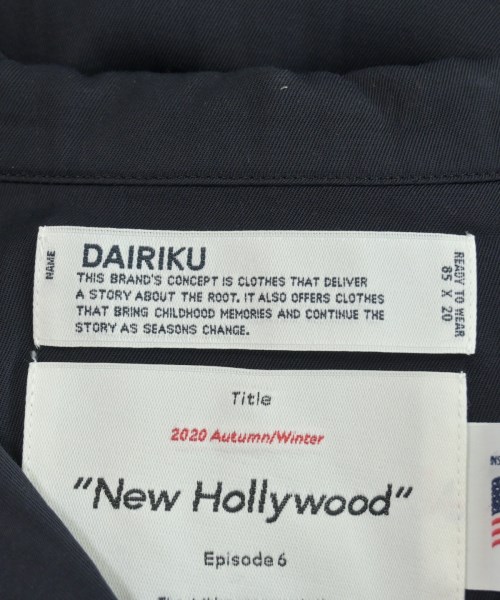 NAME
DAIRIKU
THIS BRAND'S CONCEPT IS CLOTHES THAT DELIVER
A STORY ABOUT THE ROOT. IT ALSO OFFERS CLOTHES
THAT BRING CHILDHOOD MEMORIES AND CONTINUE THE
STORY AS SEASONS CHANGE.
READY TO WEAR
85 X 20
Title
2020 Autumn/Winter
"New Hollywood"
Episode 6